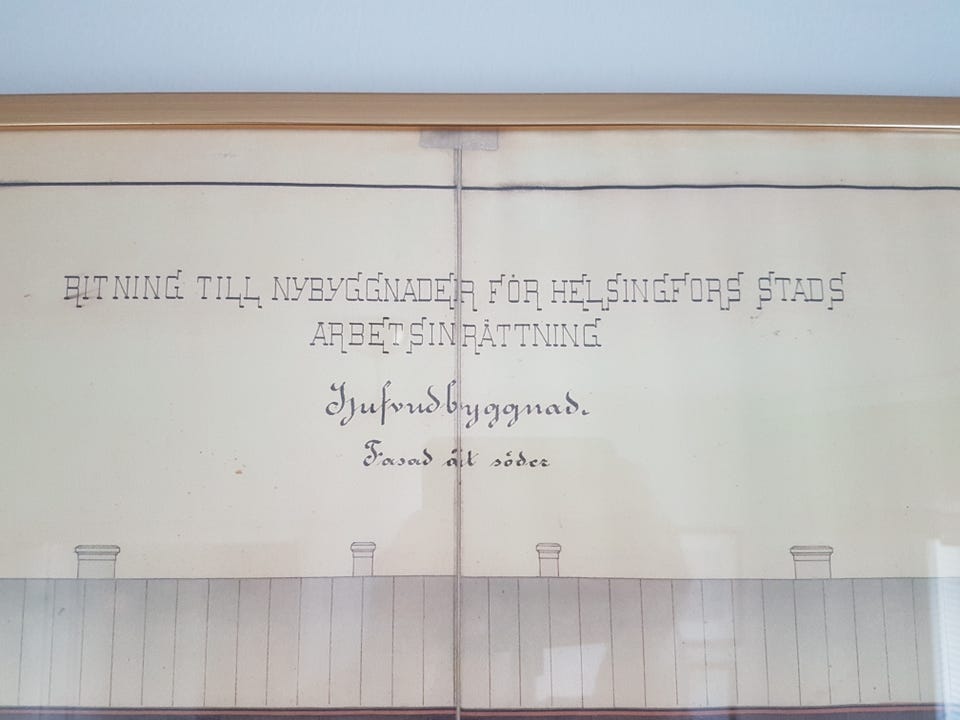 RITNING TILL NYBYGGNADER FÖR HELSINGFORS STADS
ARBETSINRÄTTNING
Hufvudbyggnad.
Fasad åt söder